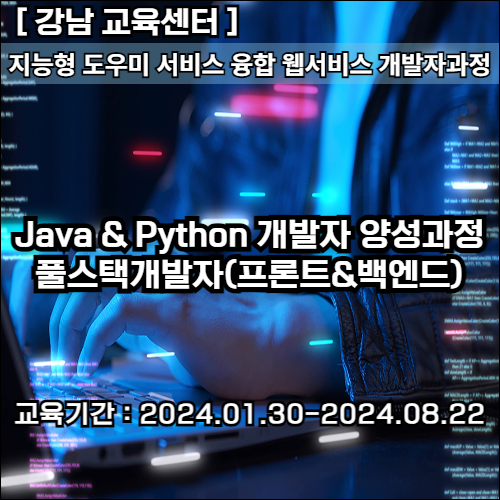 [ 강남 교육센터 ]
지능형 도우미 서비스 융합 웹서비스 개발자과정
Java & Python 개발자 양성과정
풀스택개발자(프론트&백엔드)
교육기간 : 2024.01.30-2024.08.22